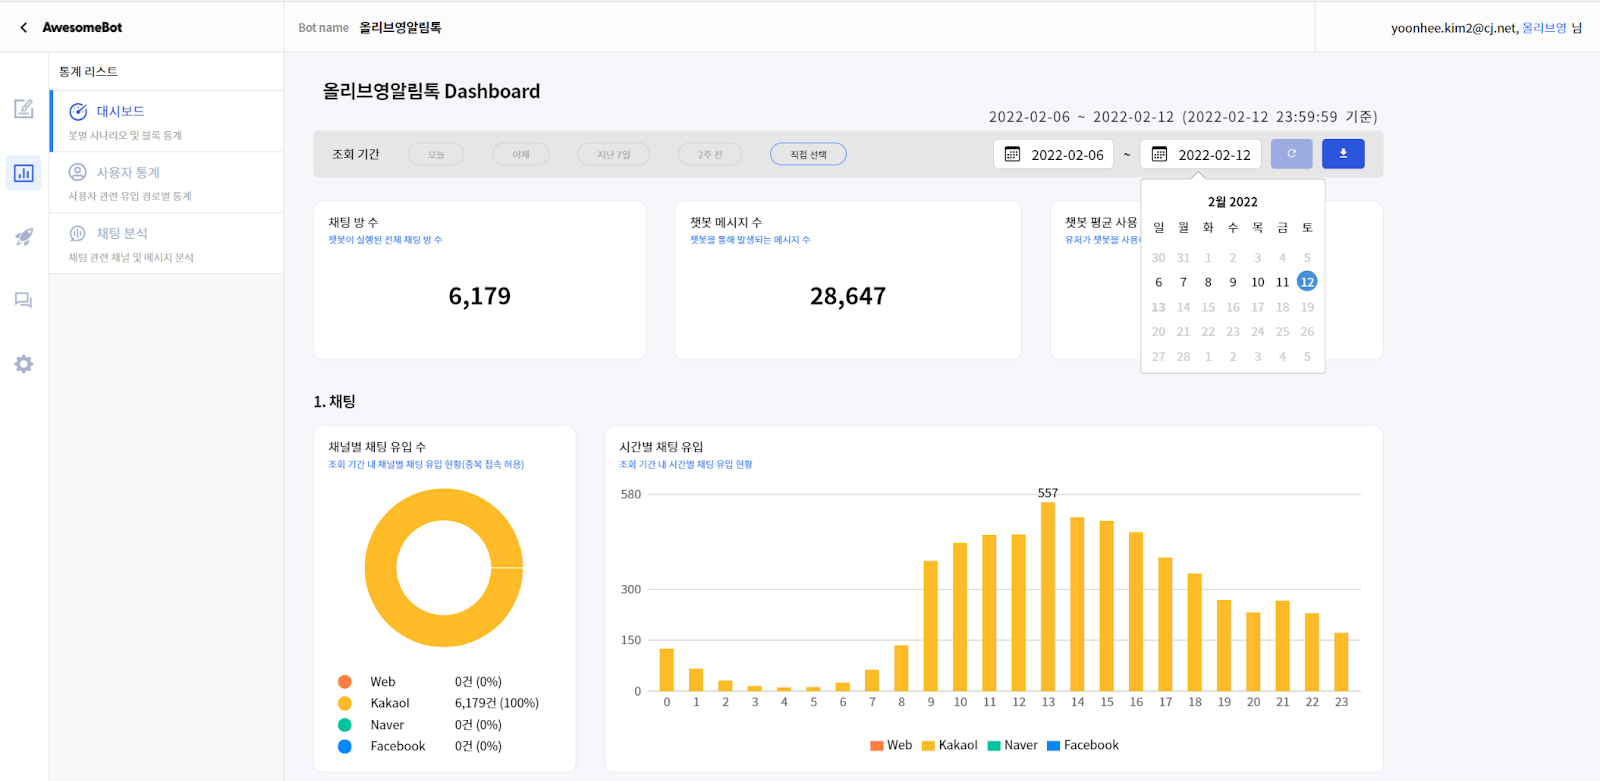 AwesomeBot
Bot name 올리브영알림톡
yoonhee.kim2@cj.net, 올리브영 님
통계 리스트
대시보드
봇별 시나리오 및 블록 통계
사용자 통계
사용자 관련 유입 경로별 통계
채팅 분석
채팅 관련 채널 및 메시지 분석
올리브영알림톡 Dashboard
2022-02-06 ~ 2022-02-12 (2022-02-12 23:59:59 기준)
조회 기간 오늘 어제 지난 7일 2주 전 직접 선택 2022-02-06 ~ 2022-02-12
2월 2022
일 월 화 수 목 금 토
30 31 1 2 3 4 5
6 7 8 9 10 11 12
13 14 15 16 17 18 19
20 21 22 23 24 25 26
27 28 1 2 3 4 5
채팅 방 수
챗봇이 실행된 전체 채팅 방 수
6,179
챗봇 메시지 수
챗봇을 통해 발생되는 메시지 수
28,647
챗봇 평균 사용
유저가 챗봇을 사용
1. 채팅
채널별 채팅 유입 수
조회 기간 내 채널별 채팅 유입 현황(중복 접속 허용)
Web 0건 (0%)
Kakaol 6,179건 (100%)
Naver 0건 (0%)
Facebook 0건 (0%)
시간별 채팅 유입
조회 기간 내 시간별 채팅 유입 현황
557
580
300
150
0
0 1 2 3 4 5 6 7 8 9 10 11 12 13 14 15 16 17 18 19 20 21 22 23
Web Kakaol Naver Facebook